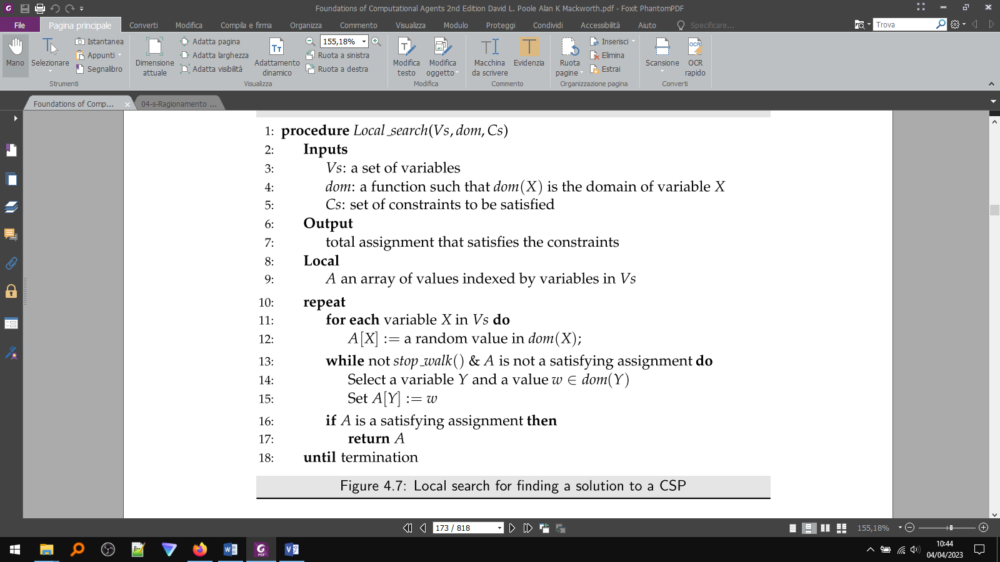 Foundations of Computational Agents 2nd Edition David L. Poole Alan K Mackworth.pdf - Foxit PhantomPDF
File Pagina principale Converti Modifica Compila e firma Organizza Commento Visualizza Modulo Proteggi Condividi Accessibilità Aiuto Specificare... Trova
Mano
Selezionare
Istantanea
Appunti
Segnalibro
Strumenti
Dimensione
attuale
Adatta pagina
Adatta larghezza
Adatta visibilità
Adattamento
dinamico
155,18%
Ruota a sinistra
Ruota a destra
Visualizza
Modifica
testo
Modifica
oggetto
Modifica
Macchina
da scrivere
Evidenzia
Commento
Ruota
pagine
Inserisci
Elimina
Estrai
Organizzazione pagina
Scansione
OCR
OCR
rapido
Converti
Foundations of Comp... 04-s-Ragionamento ...
1: procedure Local_search(Vs, dom, Cs)
2: Inputs
3: Vs: a set of variables
4: dom: a function such that dom(X) is the domain of variable X
5: Cs: set of constraints to be satisfied
6: Output
7: total assignment that satisfies the constraints
8: Local
9: A an array of values indexed by variables in Vs
10: repeat
11: for each variable X in Vs do
12: A[X] := a random value in dom(X);
13: while not stop_walk() & A is not a satisfying assignment do
14: Select a variable Y and a value w ∈ dom(Y)
15: Set A[Y] := w
16: if A is a satisfying assignment then
17: return A
18: until termination
Figure 4.7: Local search for finding a solution to a CSP
173 / 818
155,18%
10:44
04/04/2023